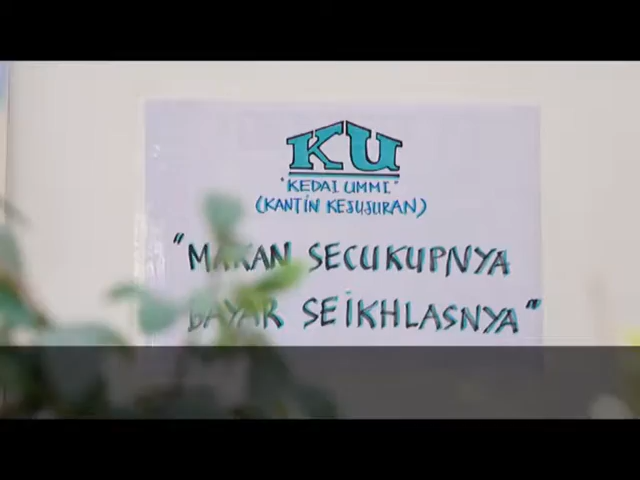 KU
"KEDAI UMMI"
(KANTIN KEJUJURAN)
"MAKAN SECUKUPNYA
BAYAR SEIKHLASNYA"